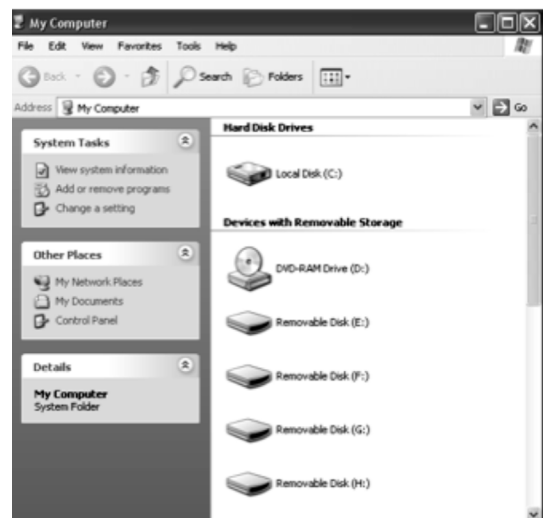 My Computer
File Edit View Favorites Tools Help
Back Search Folders
Address My Computer Go
System Tasks
View system information
Add or remove programs
Change a setting
Other Places
My Network Places
My Documents
Control Panel
Details
My Computer
System Folder
Hard Disk Drives
Local Disk (C:)
Devices with Removable Storage
DVD-RAM Drive (D:)
Removable Disk (E:)
Removable Disk (F:)
Removable Disk (G:)
Removable Disk (H:)